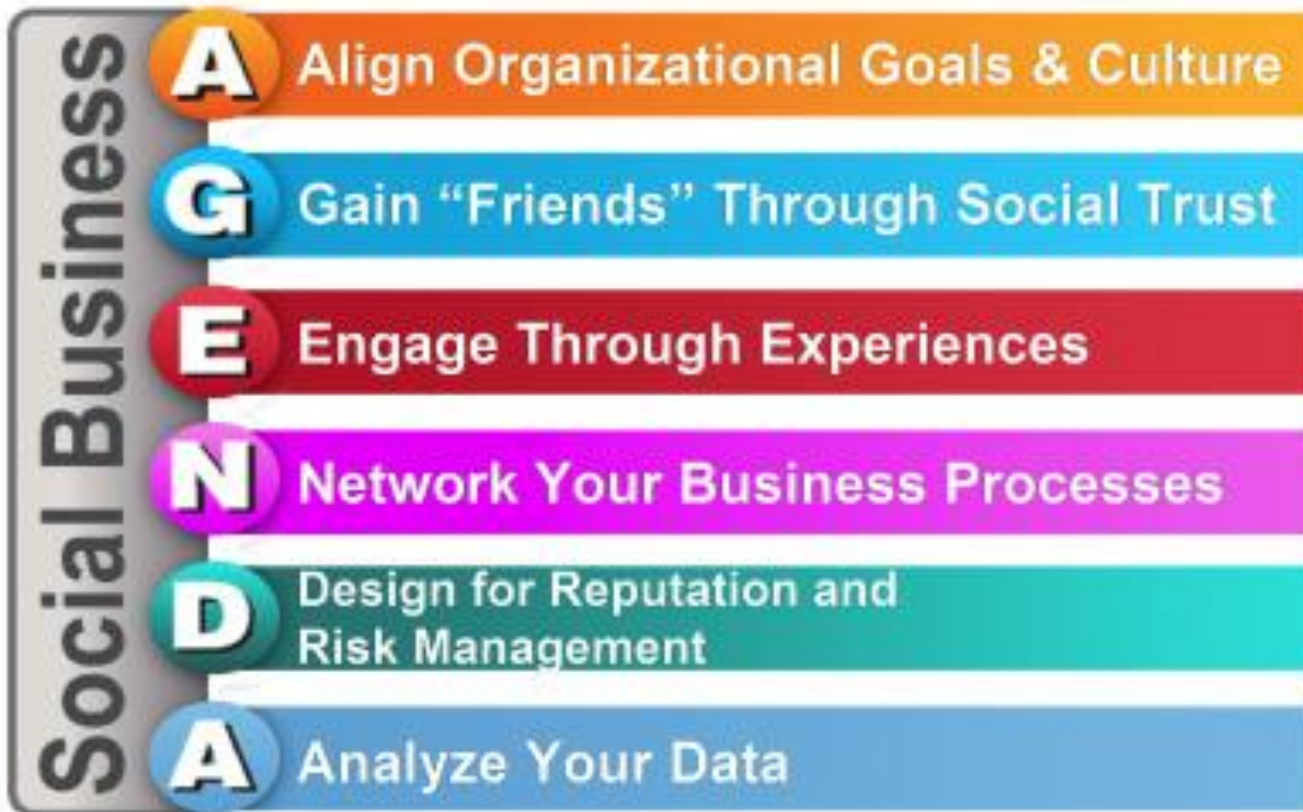 Social Business
A Align Organizational Goals & Culture
G Gain “Friends” Through Social Trust
E Engage Through Experiences
N Network Your Business Processes
D Design for Reputation and
Risk Management
A Analyze Your Data